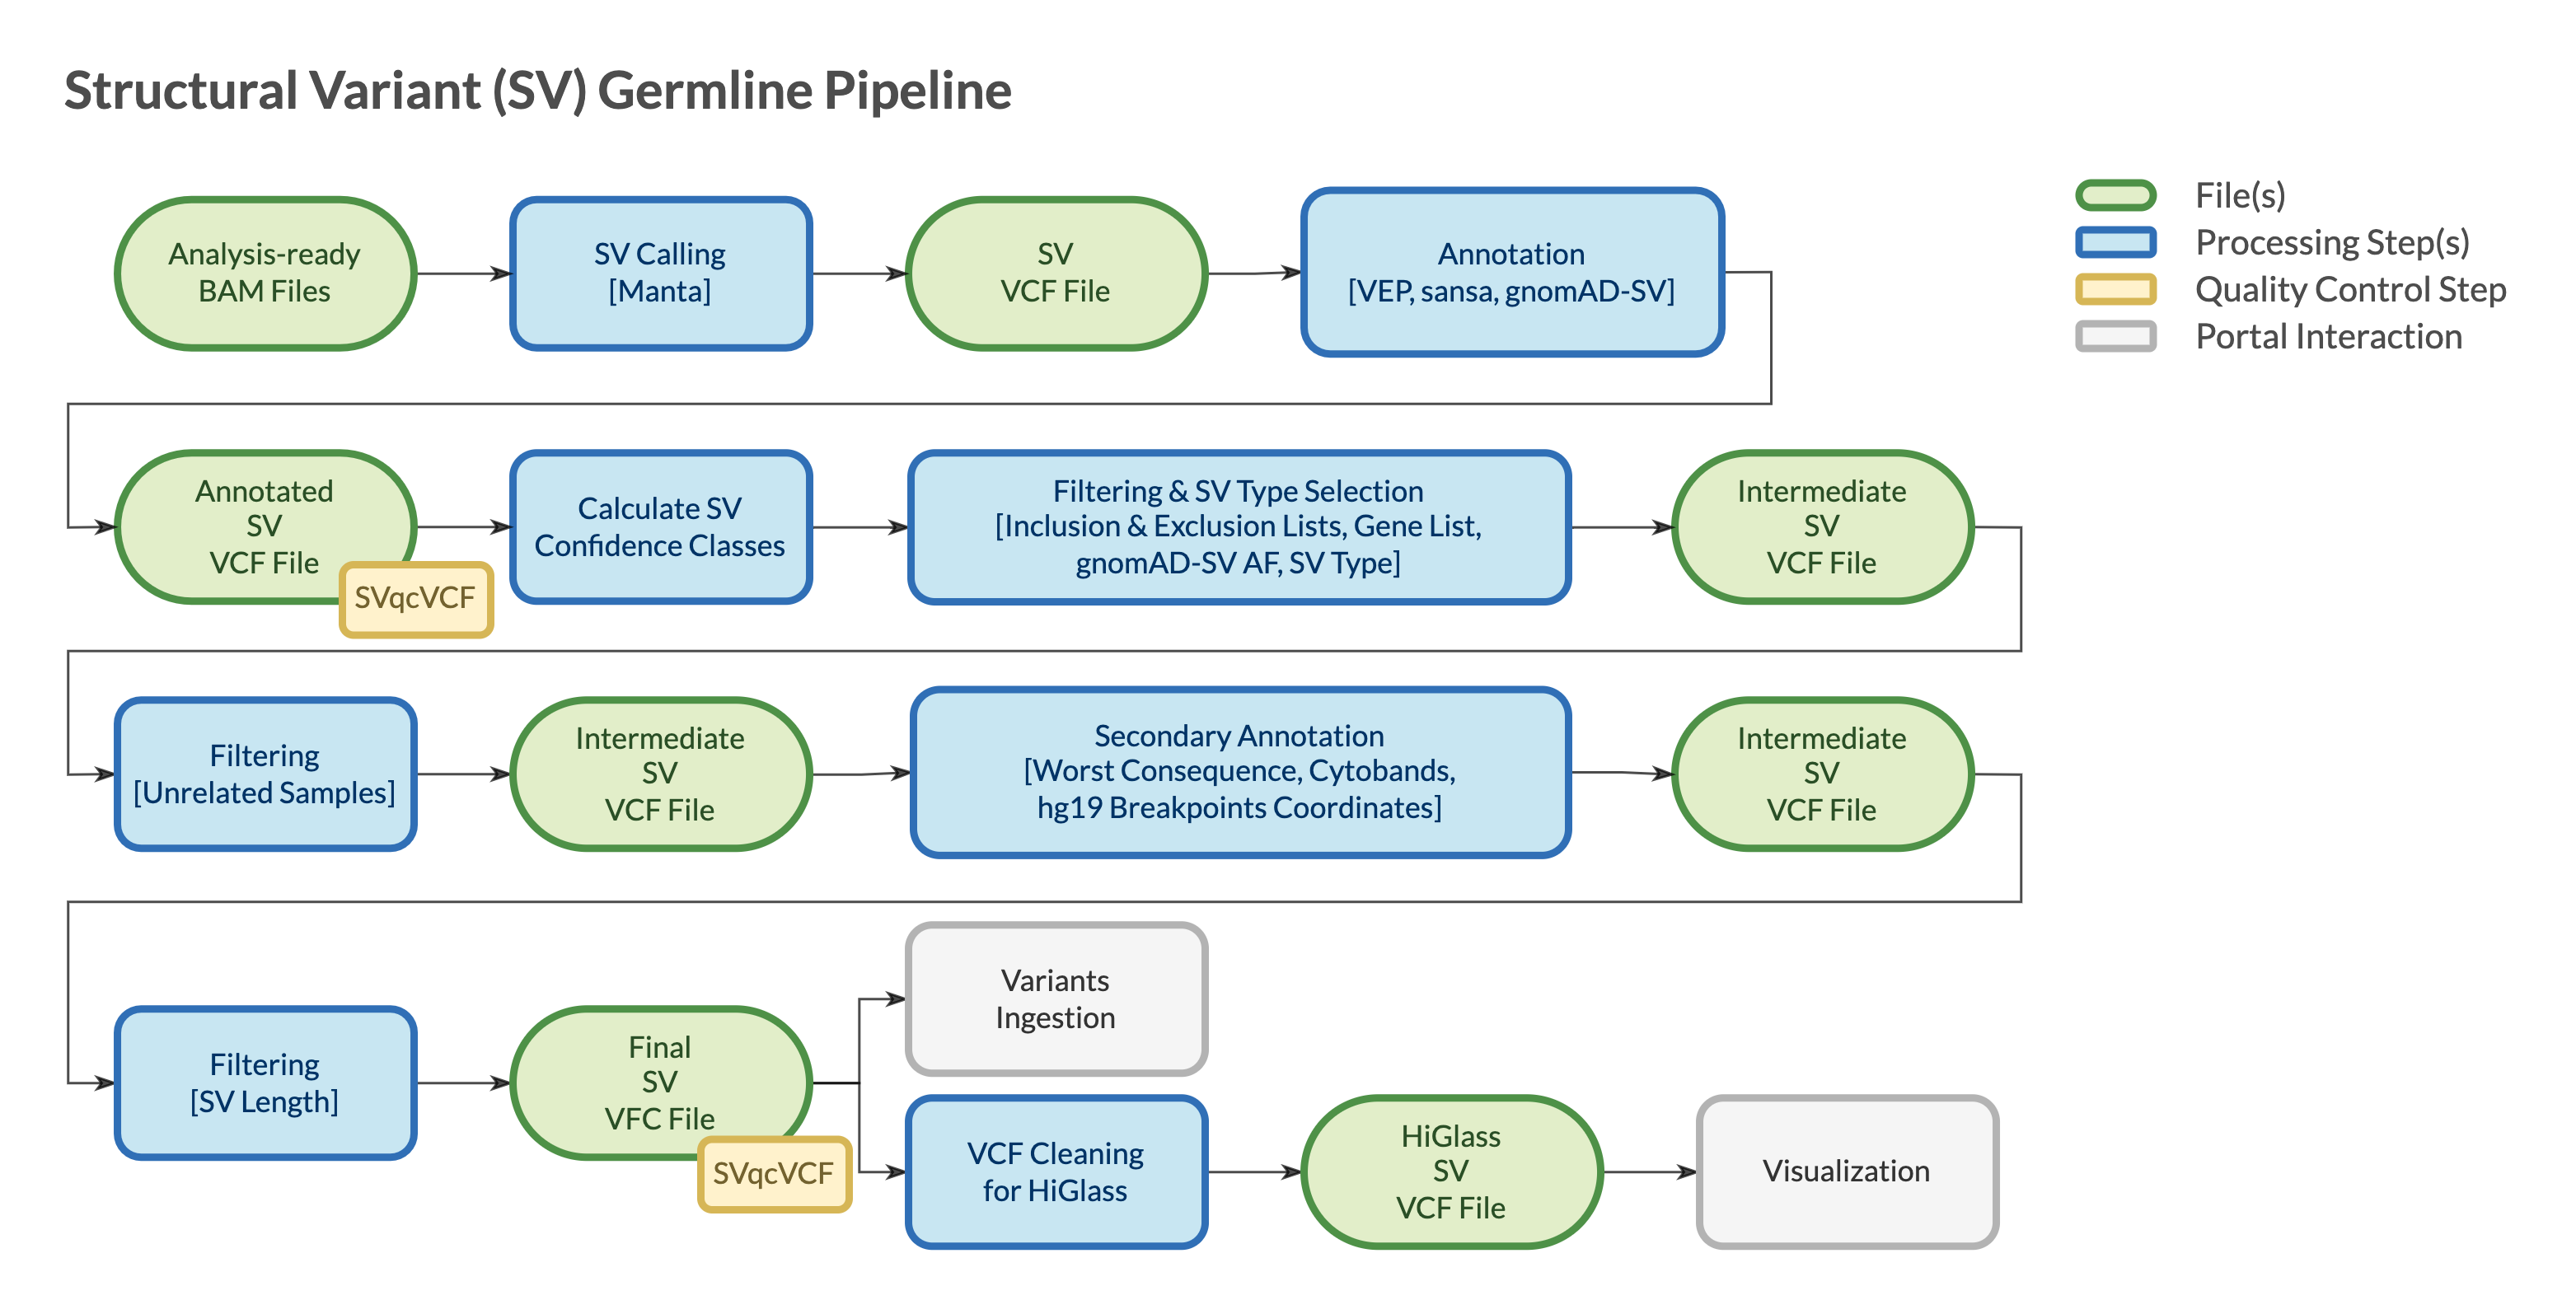 Structural Variant (SV) Germline Pipeline
File(s)
Processing Step(s)
Quality Control Step
Portal Interaction
Analysis-ready
BAM Files
SV Calling
[Manta]
SV
VCF File
Annotation
[VEP, sansa, gnomAD-SV]
Annotated
SV
VCF File
SVqcVCF
Calculate SV
Confidence Classes
Filtering & SV Type Selection
[Inclusion & Exclusion Lists, Gene List,
gnomAD-SV AF, SV Type]
Intermediate
SV
VCF File
Filtering
[Unrelated Samples]
Intermediate
SV
VCF File
Secondary Annotation
[Worst Consequence, Cytobands,
hg19 Breakpoints Coordinates]
Intermediate
SV
VCF File
Filtering
[SV Length]
Final
SV
VFC File
SVqcVCF
Variants
Ingestion
VCF Cleaning
for HiGlass
HiGlass
SV
VCF File
Visualization